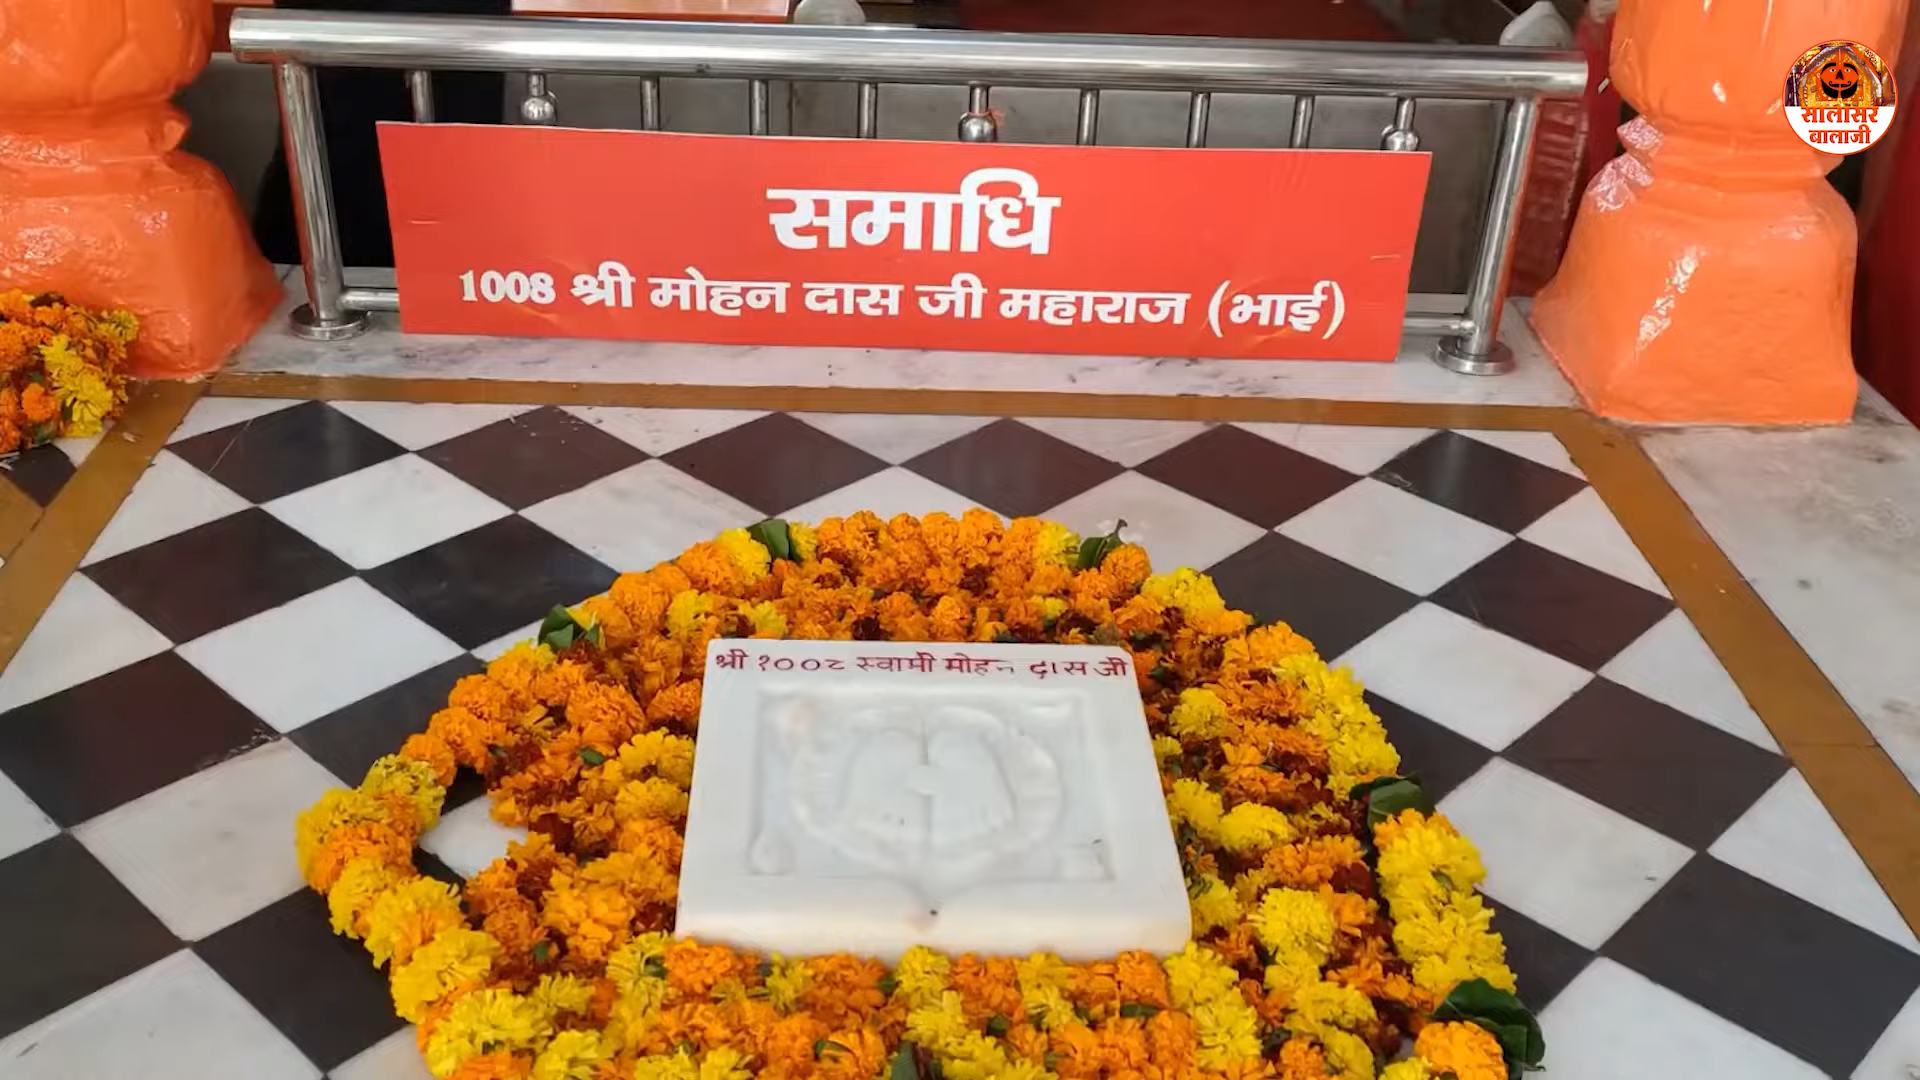 सालासर
बालाजी
समाधि
1008 श्री मोहन दास जी महाराज (भाई)
श्री १००८ स्वामी मोहन दास जी